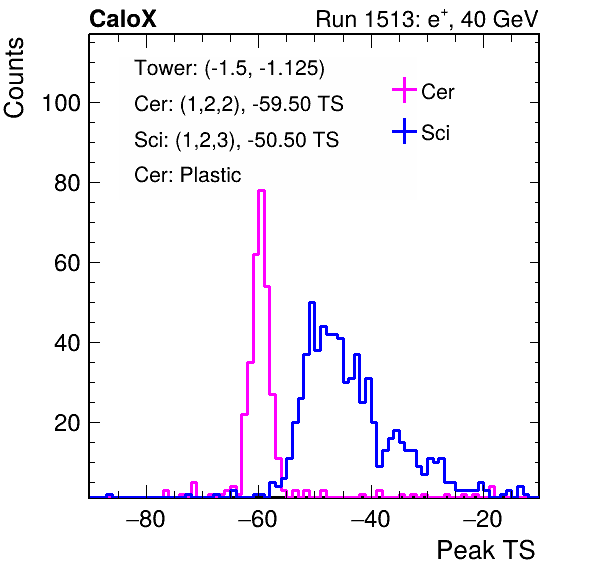 CaloX Run 1513: e⁺, 40 GeV
Counts
Tower: (-1.5, -1.125)
Cer: (1,2,2), -59.50 TS
Sci: (1,2,3), -50.50 TS
Cer: Plastic
Cer
Sci
100
80
60
40
20
−80 −60 −40 −20
Peak TS